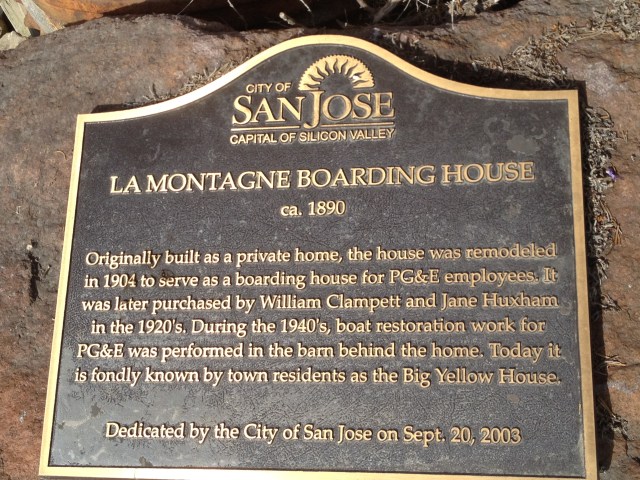 CITY OF
SAN JOSE
CAPITAL OF SILICON VALLEY
LA MONTAGNE BOARDING HOUSE
ca. 1890
Originally built as a private home, the house was remodeled
in 1904 to serve as a boarding house for PG&E employees. It
was later purchased by William Clampett and Jane Huxham
in the 1920's. During the 1940's, boat restoration work for
PG&E was performed in the barn behind the home. Today it
is fondly known by town residents as the Big Yellow House.
Dedicated by the City of San Jose on Sept. 20, 2003